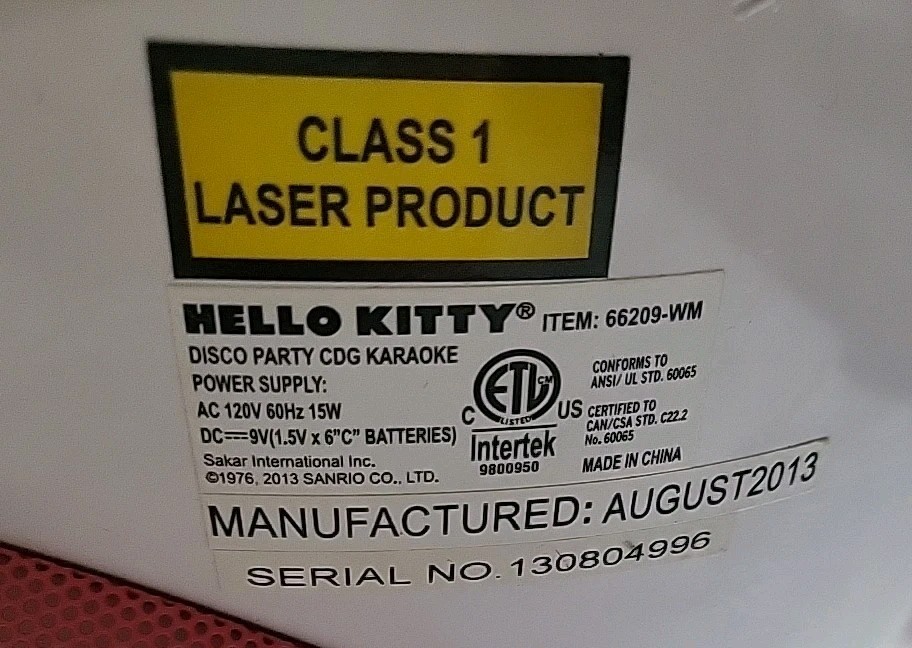 CLASS 1
LASER PRODUCT
HELLO KITTY® ITEM: 66209-WM
DISCO PARTY CDG KARAOKE
POWER SUPPLY:
AC 120V 60Hz 15W
DC⎓9V(1.5V x 6"C" BATTERIES)
Sakar International Inc.
©1976, 2013 SANRIO CO., LTD.
ETL CM
LISTED
C US
Intertek
9800950
CONFORMS TO
ANSI/ UL STD. 60065
CERTIFIED TO
CAN/CSA STD. C22.2
No. 60065
MADE IN CHINA
MANUFACTURED: AUGUST2013
SERIAL NO. 130804996